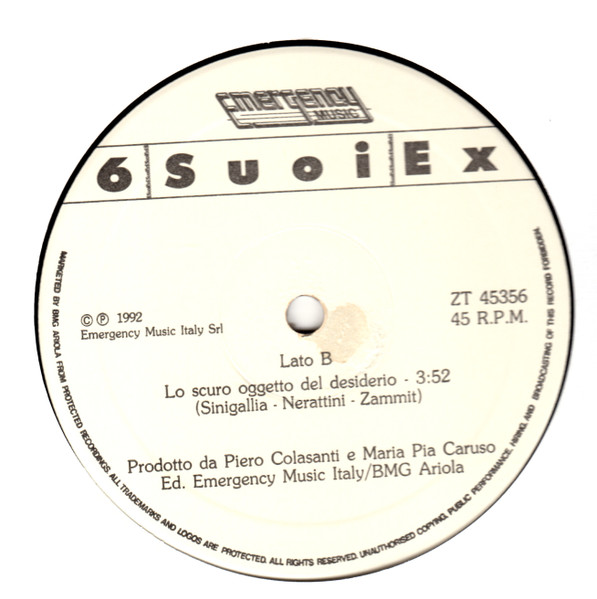 emergency
MUSIC
6 Suoi Ex
© ℗ 1992
Emergency Music Italy Srl
ZT 45356
45 R.P.M.
Lato B
Lo scuro oggetto del desiderio - 3:52
(Sinigallia - Nerattini - Zammit)
Prodotto da Piero Colasanti e Maria Pia Caruso
Ed. Emergency Music Italy/BMG Ariola
MARKETED BY BMG ARIOLA FROM PROTECTED RECORDINGS. ALL TRADEMARKS AND LOGOS ARE PROTECTED. ALL RIGHTS RESERVED. UNAUTHORISED COPYING, PUBLIC PERFORMANCE, HIRING, AND BROADCASTING OF THIS RECORD FORBIDDEN.